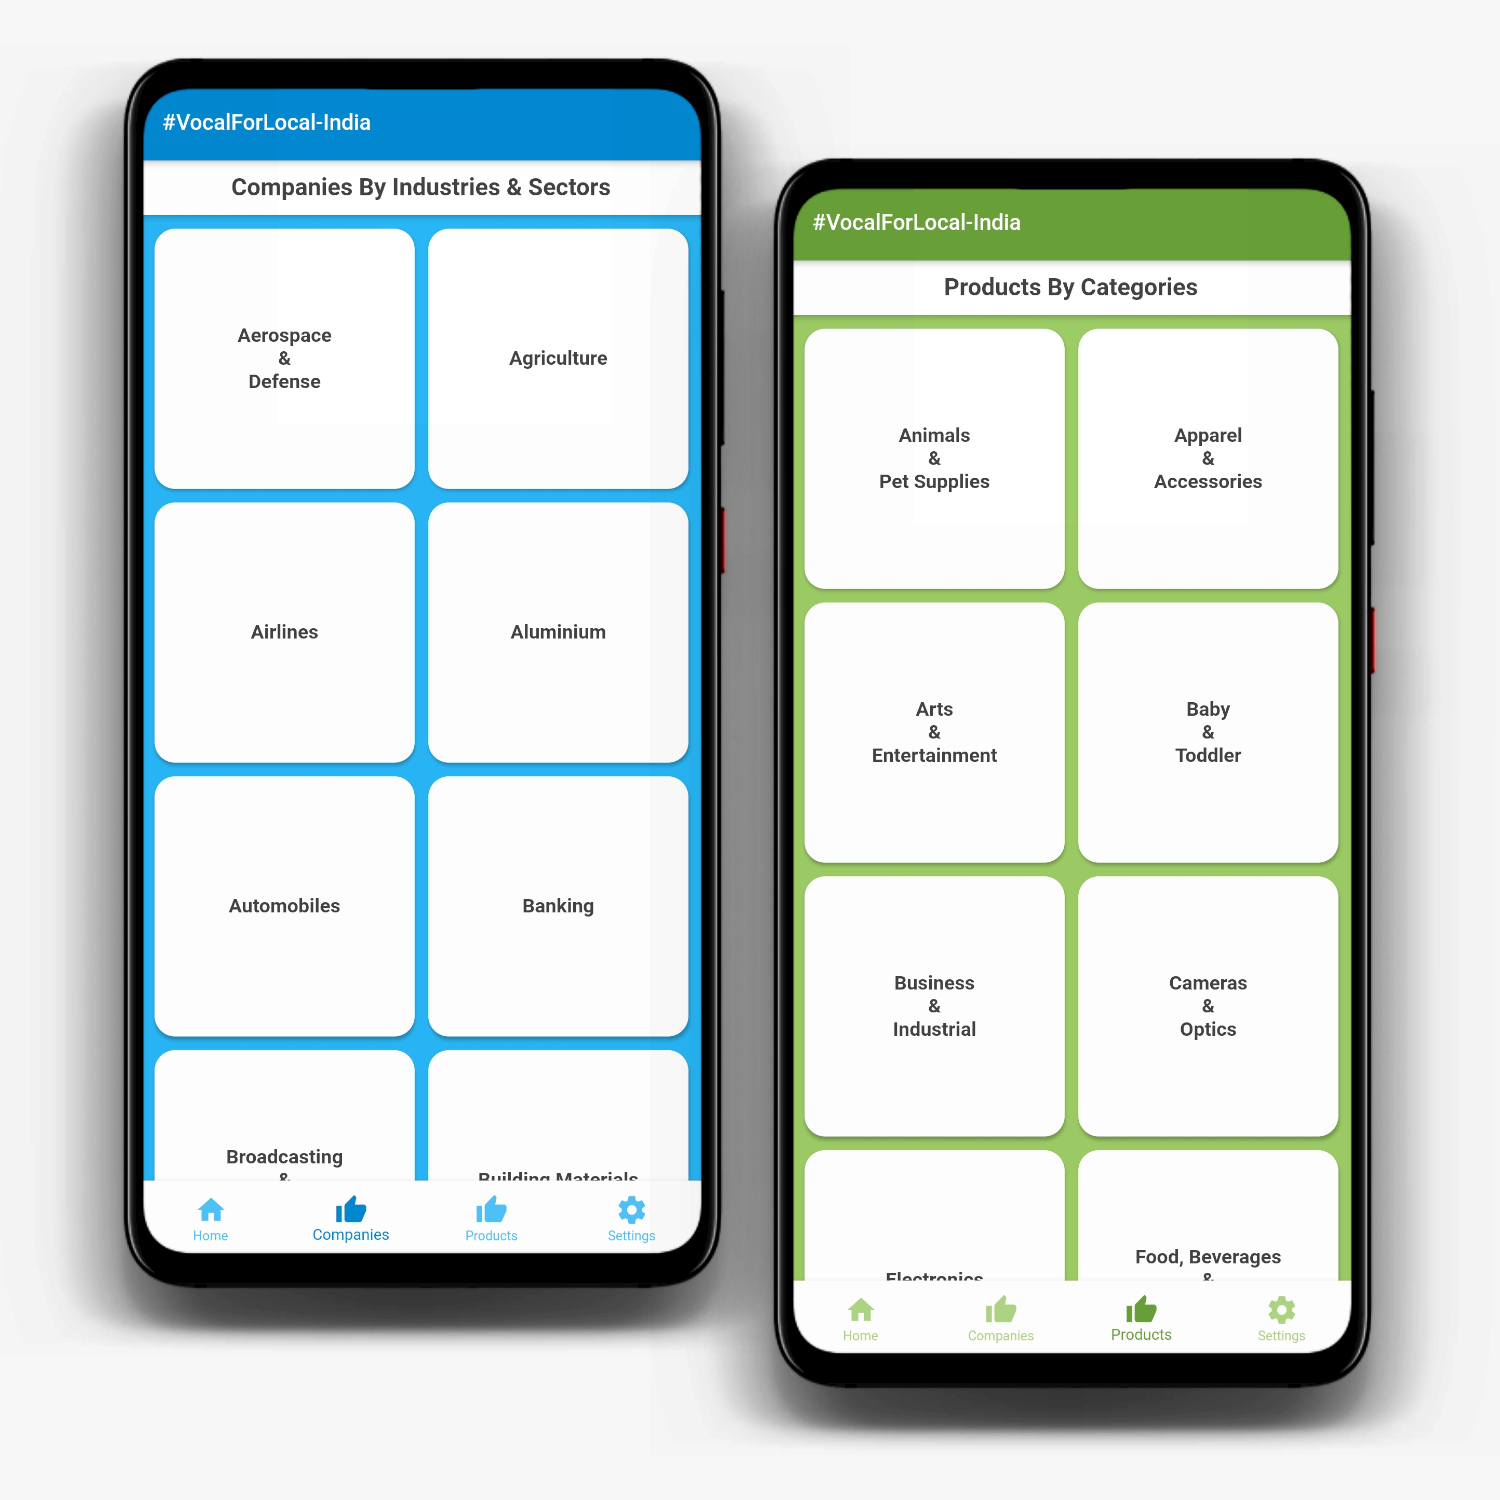 #VocalForLocal-India
Companies By Industries & Sectors
Aerospace
&
Defense
Agriculture
Airlines
Aluminium
Automobiles
Banking
Broadcasting
&
Building Materials
Home
Companies
Products
Settings
#VocalForLocal-India
Products By Categories
Animals
&
Pet Supplies
Apparel
&
Accessories
Arts
&
Entertainment
Baby
&
Toddler
Business
&
Industrial
Cameras
&
Optics
Electronics
Food, Beverages
&
Home
Companies
Products
Settings